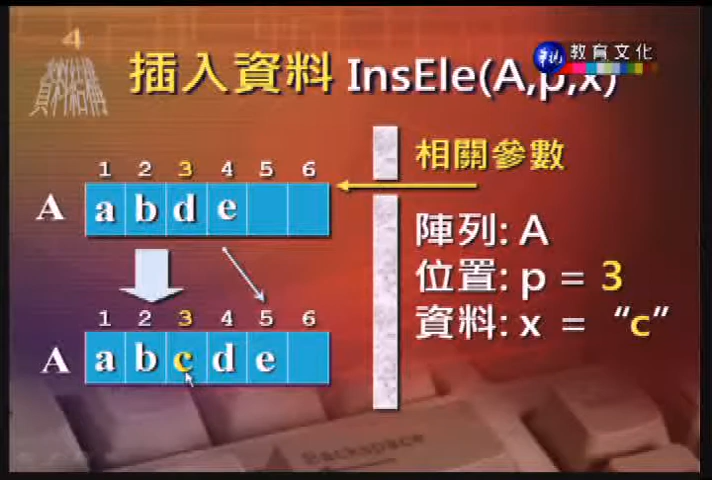 4
資料結構
插入資料 InsEle(A,p,x)
華視 教育文化
相關參數
1 2 3 4 5 6
A a b d e
陣列: A
位置: p = 3
資料: x = “c”
1 2 3 4 5 6
A a b c d e
Backspace